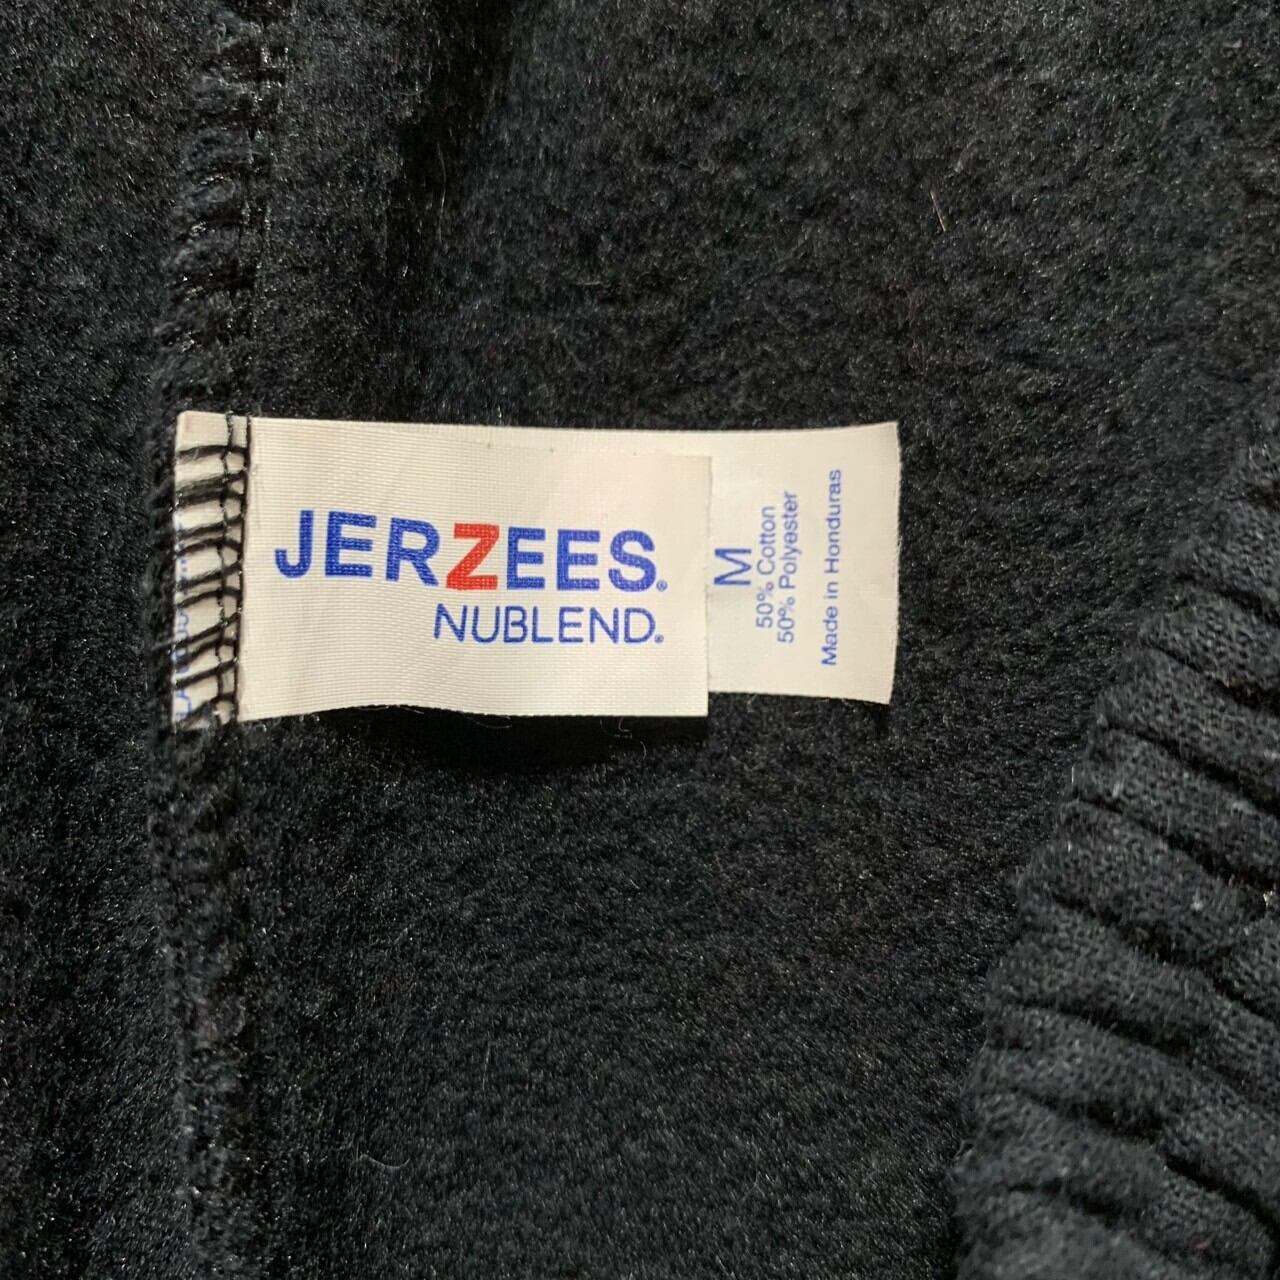 JERZEES®
NUBLEND®
M
50% Cotton
50% Polyester
Made in Honduras